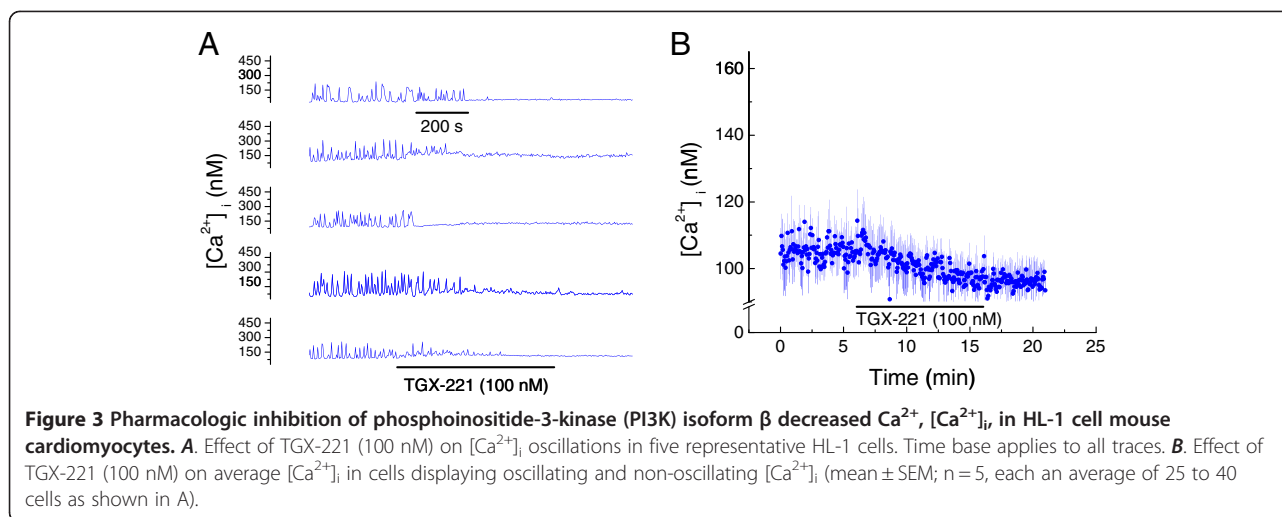 A
B
450
300
150
450
300
150
450
300
150
450
300
150
450
300
150
[Ca²⁺]ᵢ (nM)
200 s
TGX-221 (100 nM)
160
140
120
100
0
[Ca²⁺]ᵢ (nM)
TGX-221 (100 nM)
0 5 10 15 20 25
Time (min)
Figure 3 Pharmacologic inhibition of phosphoinositide-3-kinase (PI3K) isoform β decreased Ca²⁺, [Ca²⁺]ᵢ, in HL-1 cell mouse
cardiomyocytes. A. Effect of TGX-221 (100 nM) on [Ca²⁺]ᵢ oscillations in five representative HL-1 cells. Time base applies to all traces. B. Effect of
TGX-221 (100 nM) on average [Ca²⁺]ᵢ in cells displaying oscillating and non-oscillating [Ca²⁺]ᵢ (mean ± SEM; n = 5, each an average of 25 to 40
cells as shown in A).